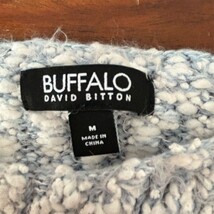 BUFFALO
DAVID BITTON
M
MADE IN
CHINA